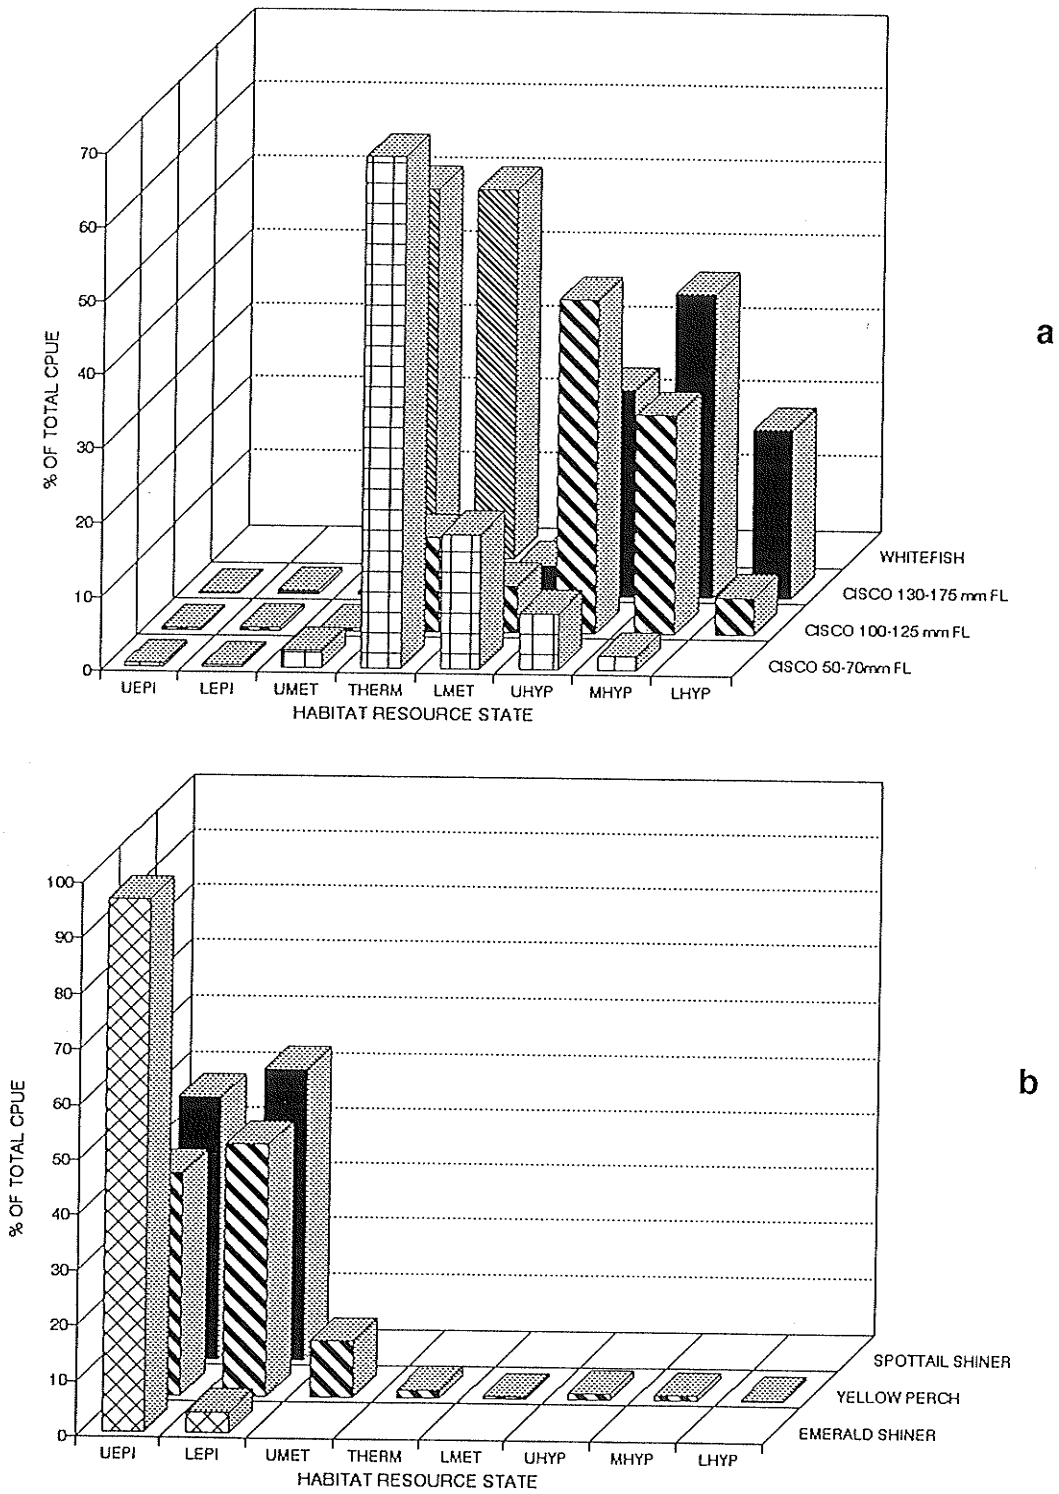 70
60
50
40
30
20
10
0
% OF TOTAL CPUE
a
WHITEFISH
CISCO 130-175 mm FL
CISCO 100-125 mm FL
CISCO 50-70mm FL
UEPI LEPI UMET THERM LMET UHYP MHYP LHYP
HABITAT RESOURCE STATE
100
90
80
70
60
50
40
30
20
10
0
% OF TOTAL CPUE
b
SPOTTAIL SHINER
YELLOW PERCH
EMERALD SHINER
UEPI LEPI UMET THERM LMET UHYP MHYP LHYP
HABITAT RESOURCE STATE